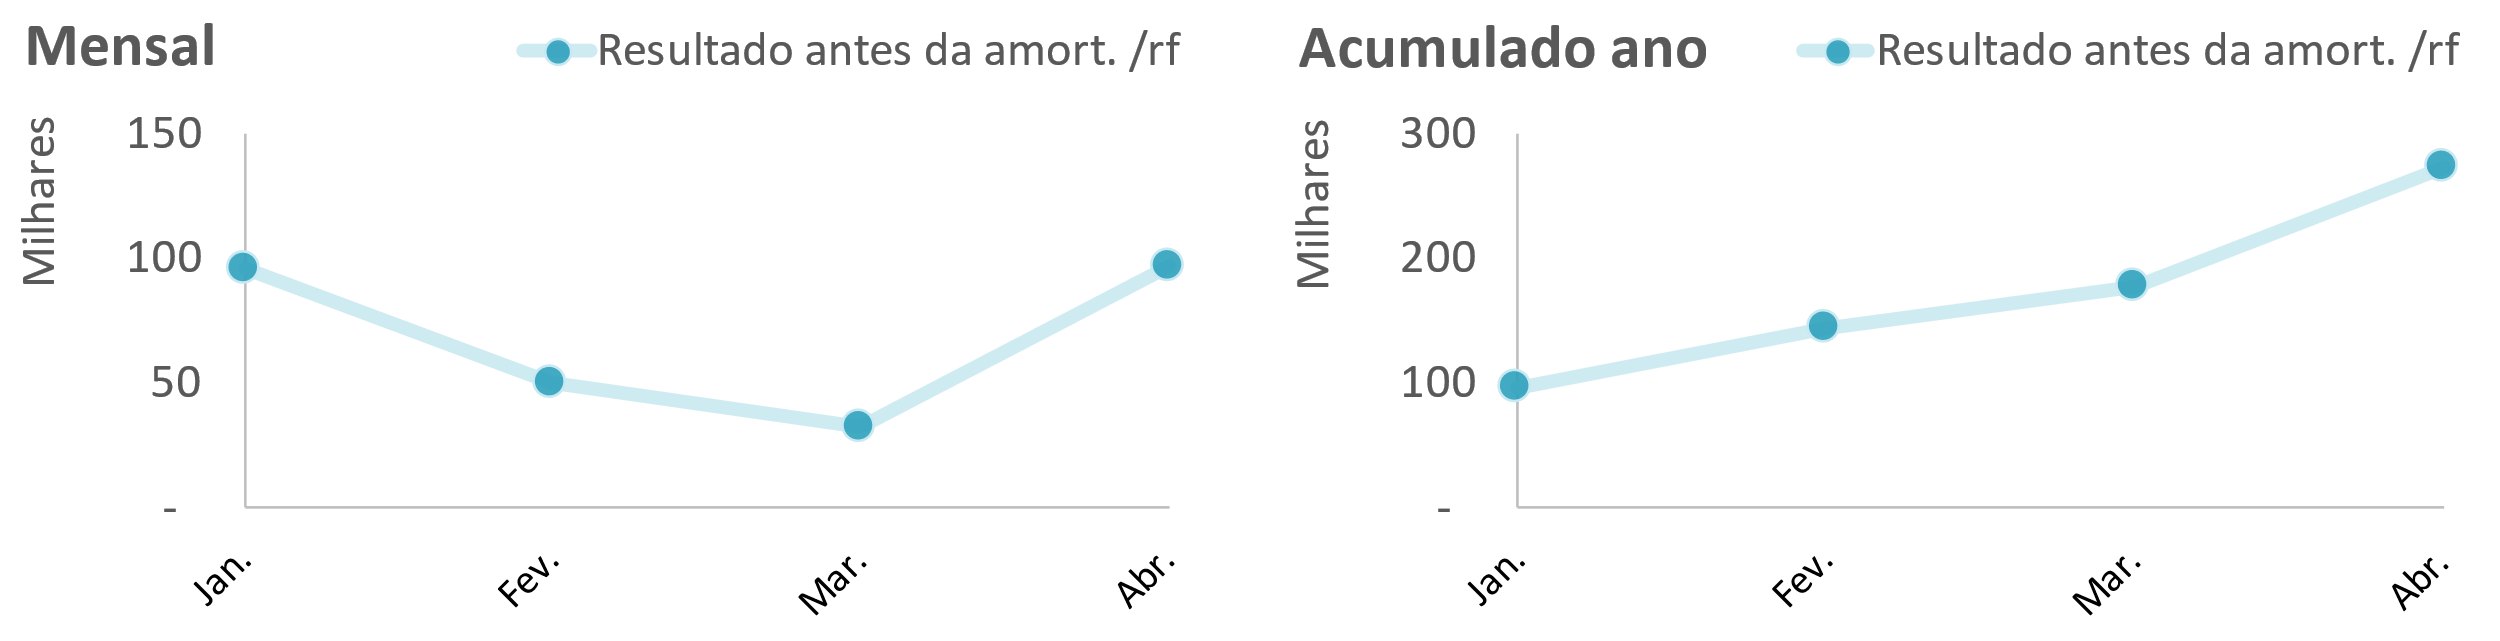 Mensal
Resultado antes da amort. /rf
Milhares
150
100
50
-
Jan.
Fev.
Mar.
Abr.
Acumulado ano
Resultado antes da amort. /rf
Milhares
300
200
100
-
Jan.
Fev.
Mar.
Abr.